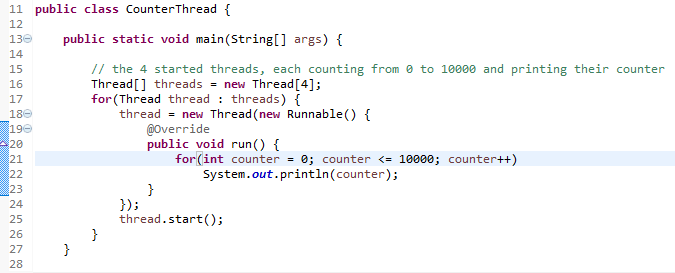 11 public class CounterThread {
12
13 public static void main(String[] args) {
14
15 // the 4 started threads, each counting from 0 to 10000 and printing their counter
16 Thread[] threads = new Thread[4];
17 for(Thread thread : threads) {
18 thread = new Thread(new Runnable() {
19 @Override
20 public void run() {
21 for(int counter = 0; counter <= 10000; counter++)
22 System.out.println(counter);
23 }
24 });
25 thread.start();
26 }
27 }
28